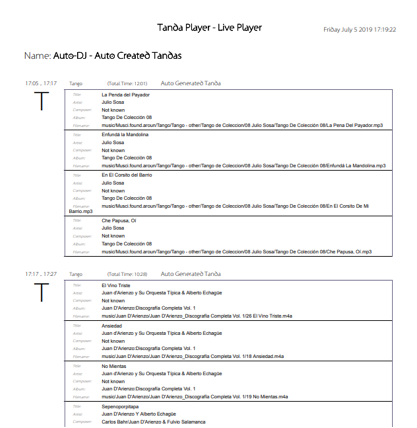 Tanda Player - Live Player
Friday July 5 2019 17:19:22
Name: Auto-DJ - Auto Created Tandas
17:05 .. 17:17 Tango (Total Time: 12:01) Auto Generated Tanda
T
Title: La Penda del Payador
Artist: Julio Sosa
Composer: Not known
Album: Tango De Colección 08
Filename: music/Musci.found.aroun/Tango/Tango - other/Tango de Coleccion/08 Julio Sosa/Tango De Colección 08/La Pena Del Payador.mp3
Title: Enfundá la Mandolina
Artist: Julio Sosa
Composer: Not known
Album: Tango De Colección 08
Filename: music/Musci.found.aroun/Tango/Tango - other/Tango de Coleccion/08 Julio Sosa/Tango De Colección 08/Enfundá La Mandolina.mp3
Title: En El Corsito del Barrio
Artist: Julio Sosa
Composer: Not known
Album: Tango De Colección 08
Filename: music/Musci.found.aroun/Tango/Tango - other/Tango de Coleccion/08 Julio Sosa/Tango De Colección 08/En El Corsito De Mi
Barrio.mp3
Title: Che Papusa, Oí
Artist: Julio Sosa
Composer: Not known
Album: Tango De Colección 08
Filename: music/Musci.found.aroun/Tango/Tango - other/Tango de Coleccion/08 Julio Sosa/Tango De Colección 08/Che Papusa, Oí.mp3
17:17 .. 17:27 Tango (Total Time: 10:28) Auto Generated Tanda
T
Title: El Vino Triste
Artist: Juan d'Arienzo y Su Orquesta Típica & Alberto Echagüe
Composer: Not known
Album: Juan D'Arienzo:Discografia Completa Vol. 1
Filename: music/Juan D'Arienzo/Juan D'Arienzo_Discografia Completa Vol. 1/26 El Vino Triste.m4a
Title: Ansiedad
Artist: Juan d'Arienzo y Su Orquesta Típica & Alberto Echagüe
Composer: Not known
Album: Juan D'Arienzo:Discografia Completa Vol. 1
Filename: music/Juan D'Arienzo/Juan D'Arienzo_Discografia Completa Vol. 1/18 Ansiedad.m4a
Title: No Mientas
Artist: Juan d'Arienzo y Su Orquesta Típica & Alberto Echagüe
Composer: Not known
Album: Juan D'Arienzo:Discografia Completa Vol. 1
Filename: music/Juan D'Arienzo/Juan D'Arienzo_Discografia Completa Vol. 1/19 No Mientas.m4a
Title: Sepenoporpitapa
Artist: Juan D'Arienzo Y Alberto Echagüe
Composer: Carlos Bahr/Juan D'Arienzo & Fulvio Salamanca